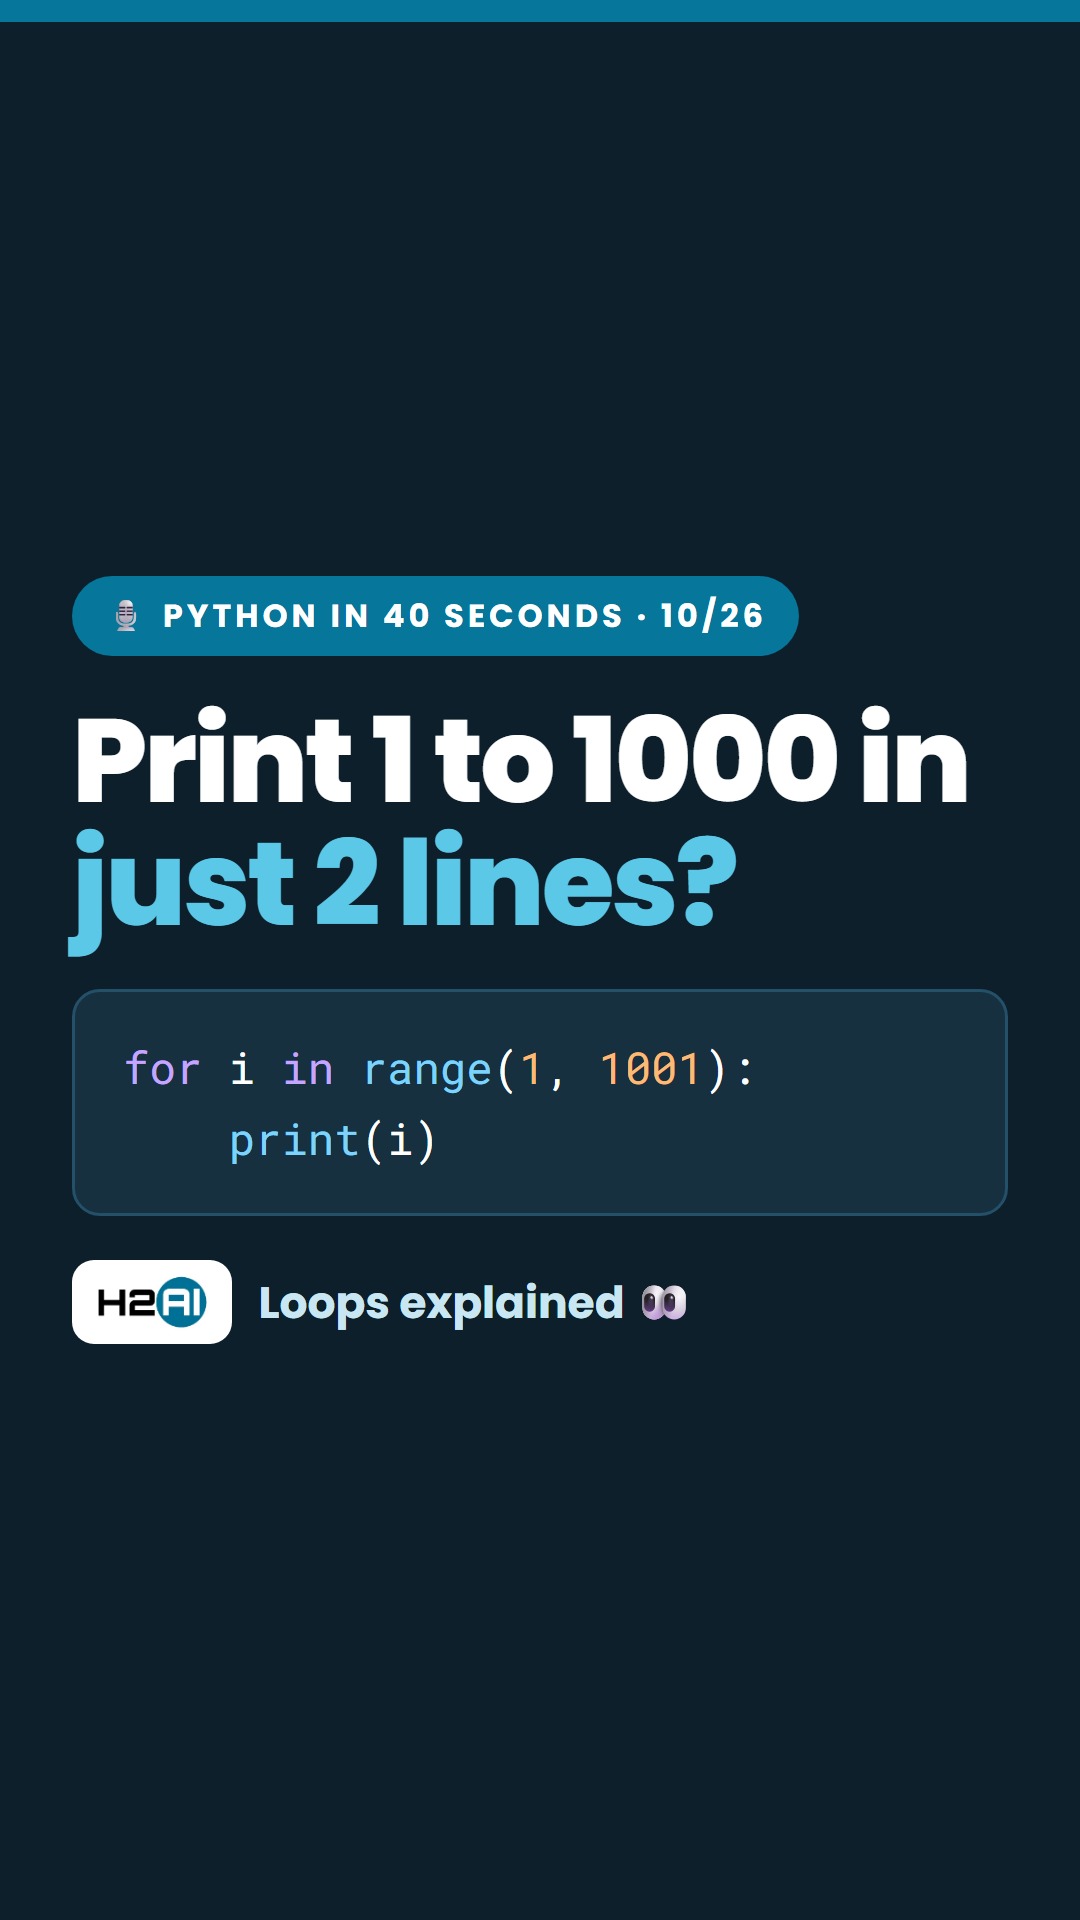 🎙️ PYTHON IN 40 SECONDS · 10/26
Print 1 to 1000 in
just 2 lines?
for i in range(1, 1001):
    print(i)
H2AI Loops explained 👀